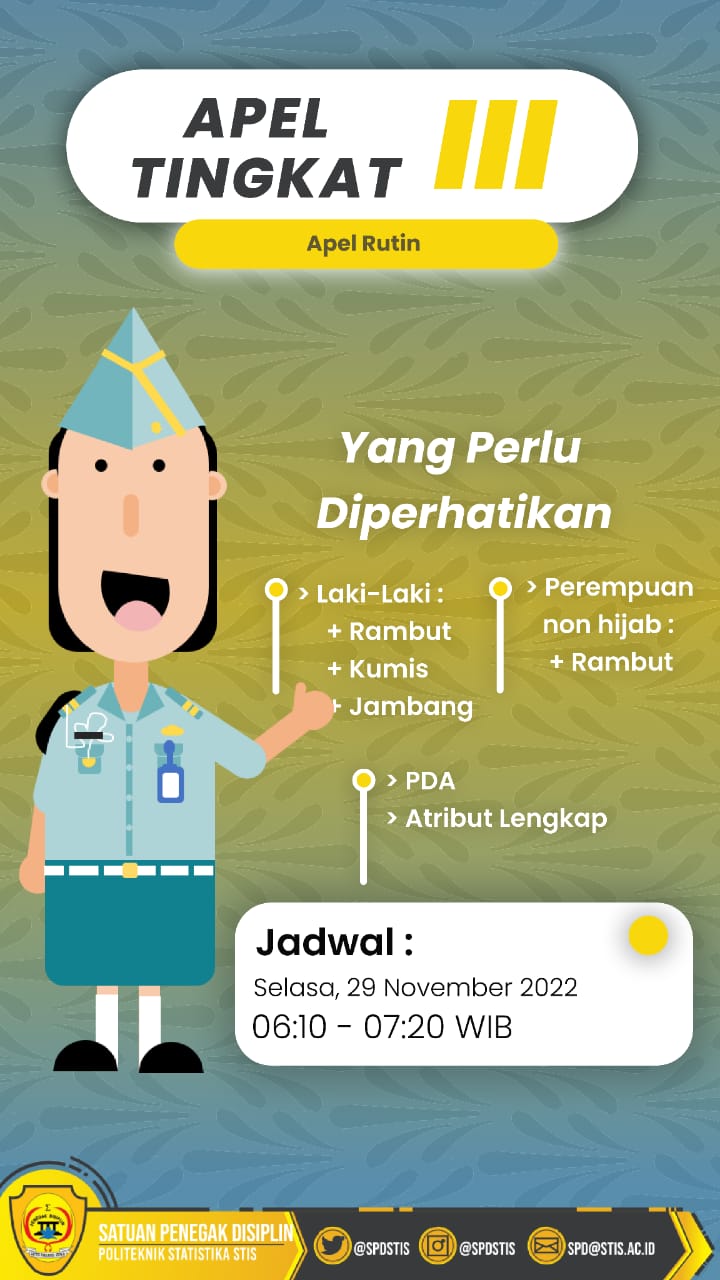 APEL
TINGKAT III
Apel Rutin
Yang Perlu
Diperhatikan
> Laki-Laki :
+ Rambut
+ Kumis
+ Jambang
> Perempuan
non hijab :
+ Rambut
> PDA
> Atribut Lengkap
Jadwal :
Selasa, 29 November 2022
06:10 - 07:20 WIB
SATUAN PENEGAK DISIPLIN
POLITEKNIK STATISTIKA STIS
@SPDSTIS
@SPDSTIS
SPD@STIS.AC.ID